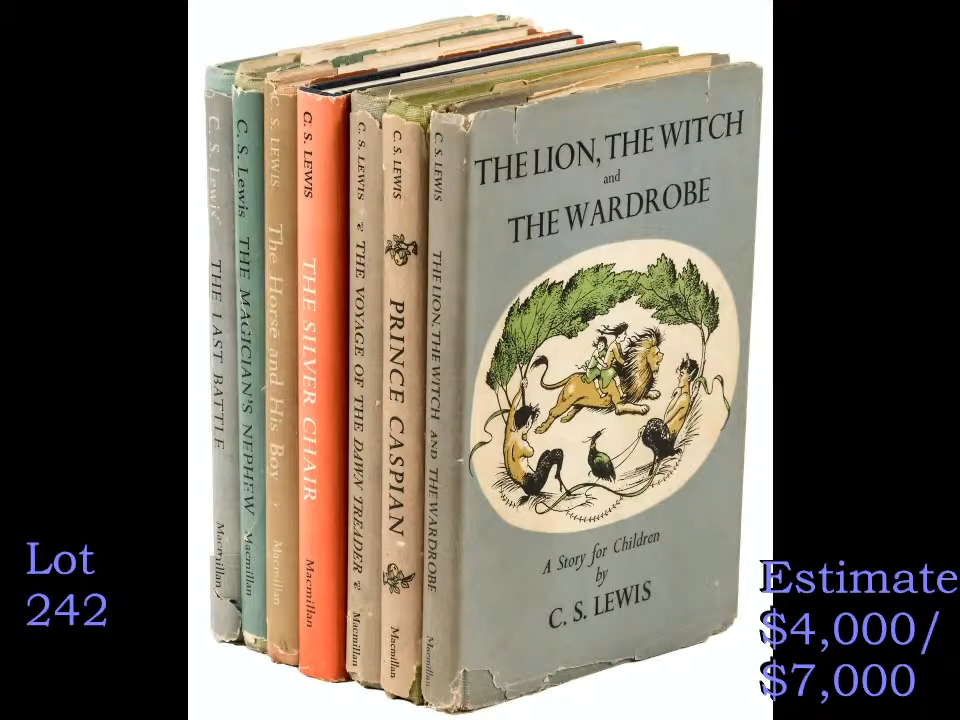 C. S. Lewis THE LAST BATTLE Macmillan
C. S. Lewis THE MAGICIAN'S NEPHEW Macmillan
C. S. LEWIS The Horse and His Boy Macmillan
C. S. LEWIS THE SILVER CHAIR Macmillan
C. S. LEWIS THE VOYAGE OF THE DAWN TREADER Macmillan
C. S. LEWIS PRINCE CASPIAN Macmillan
C. S. LEWIS THE LION, THE WITCH AND THE WARDROBE Macmillan
THE LION, THE WITCH
and
THE WARDROBE
A Story for Children
by
C. S. LEWIS
Lot
242
Estimate
$4,000/
$7,000